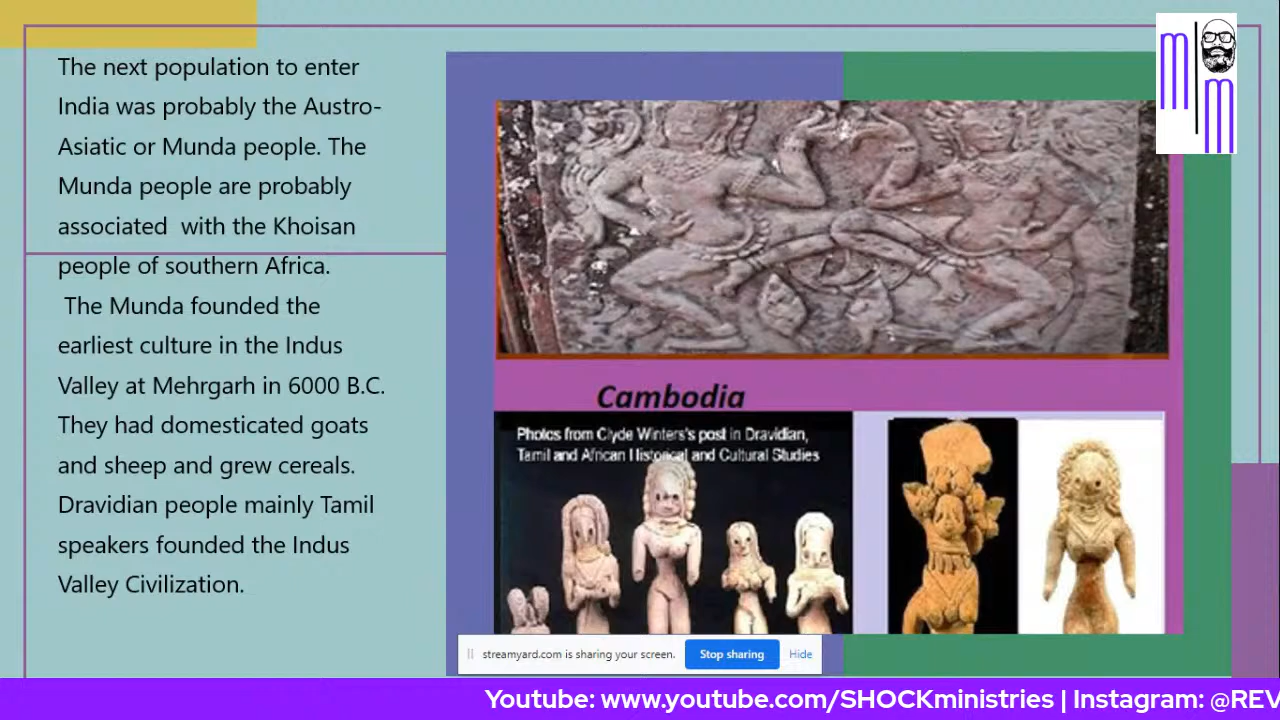 The next population to enter
India was probably the Austro-
Asiatic or Munda people. The
Munda people are probably
associated  with the Khoisan
people of southern Africa.
The Munda founded the
earliest culture in the Indus
Valley at Mehrgarh in 6000 B.C.
They had domesticated goats
and sheep and grew cereals.
Dravidian people mainly Tamil
speakers founded the Indus
Valley Civilization.
m
m
Cambodia
Photos from Clyde Winters's post in Dravidian,
Tamil and African Historical and Cultural Studies
streamyard.com is sharing your screen.
Stop sharing
Hide
Youtube: www.youtube.com/SHOCKministries | Instagram: @REV